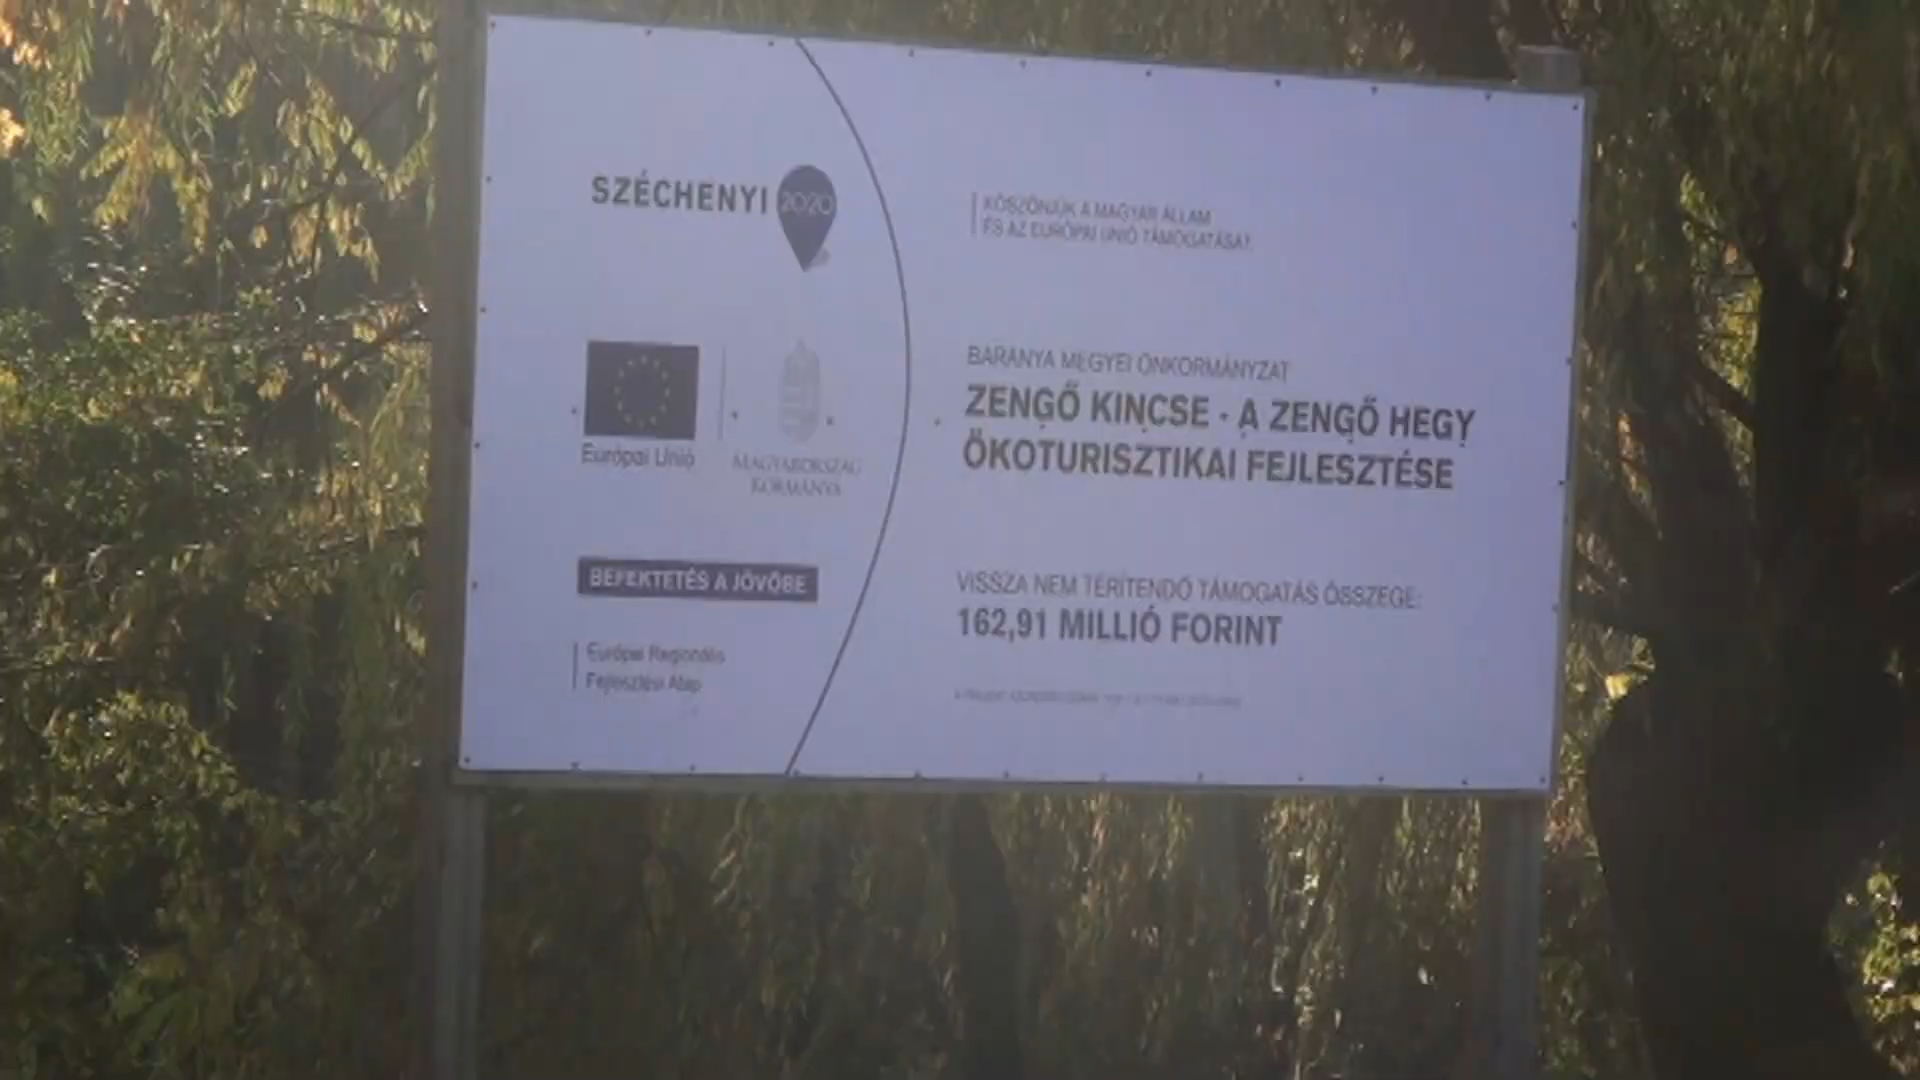 SZÉCHENYI 2020
Európai Unió
MAGYARORSZÁG
KORMÁNYA
BEFEKTETÉS A JÖVŐBE
Európai Regionális
Fejlesztési Alap
KÖSZÖNJÜK A MAGYAR ÁLLAM
ÉS AZ EURÓPAI UNIÓ TÁMOGATÁSÁT.
BARANYA MEGYEI ÖNKORMÁNYZAT
ZENGŐ KINCSE - A ZENGŐ HEGY
ÖKOTURISZTIKAI FEJLESZTÉSE
VISSZA NEM TÉRÍTENDŐ TÁMOGATÁS ÖSSZEGE:
162,91 MILLIÓ FORINT